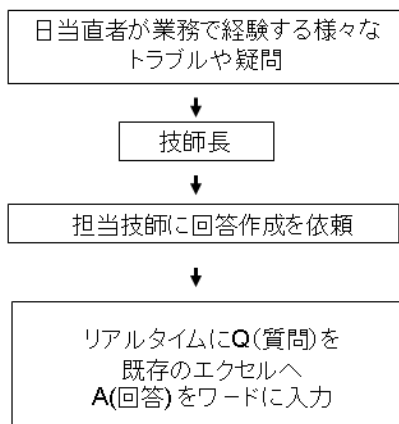 日当直者が業務で経験する様々な
トラブルや疑問
技師長
担当技師に回答作成を依頼
リアルタイムにQ(質問)を
既存のエクセルへ
A(回答)をワードに入力